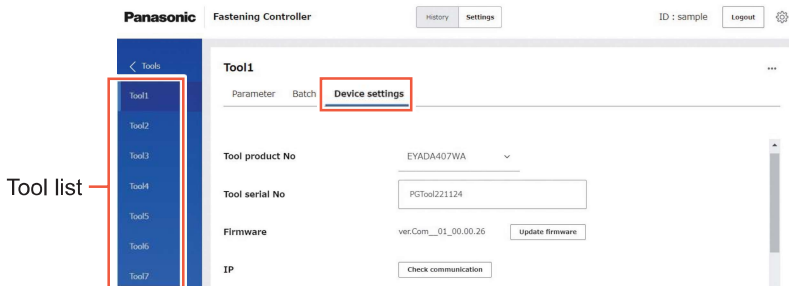 Panasonic Fastening Controller History Settings ID : sample Logout
< Tools
Tool1
...
Parameter Batch Device settings
Tool list
Tool1
Tool2
Tool3
Tool4
Tool5
Tool6
Tool7
Tool product No EYADA407WA
Tool serial No PGTool221124
Firmware ver.Com__01_00.00.26 Update firmware
IP Check communication